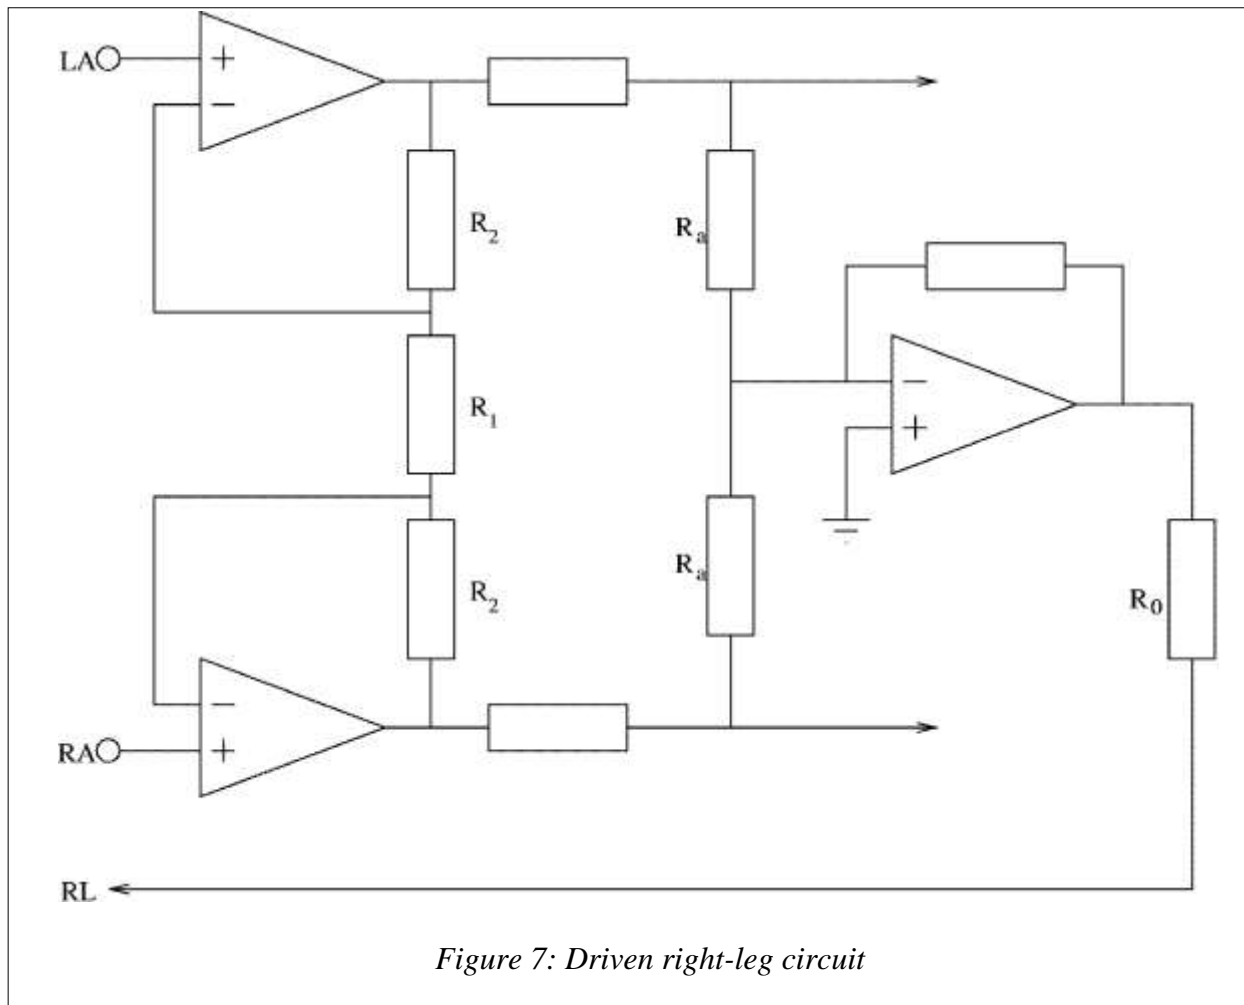 LA
+
−
R2
Ra
R1
−
+
Ra
R2
R0
−
+
RA
RL
Figure 7: Driven right-leg circuit